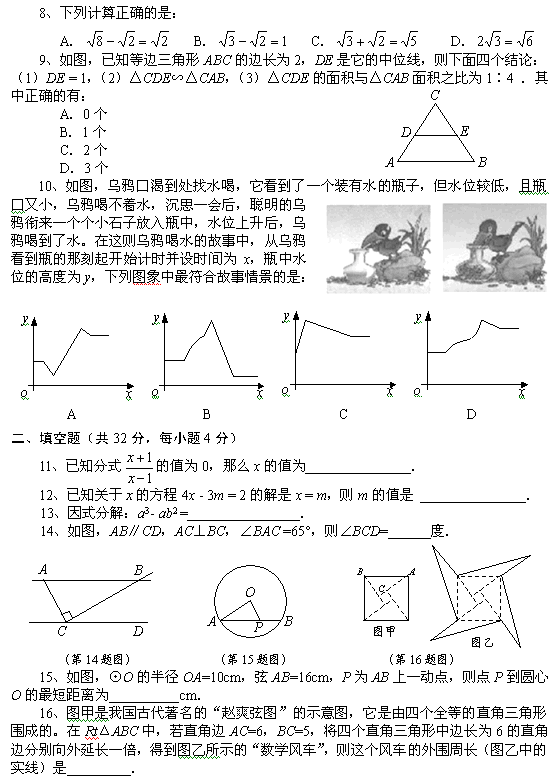 8、下列计算正确的是：
A. √8－√2＝√2 B. √3－√2＝1 C. √3＋√2＝√5 D. 2√3＝√6
9、如图，已知等边三角形 ABC 的边长为 2，DE 是它的中位线，则下面四个结论：
（1）DE = 1，（2）△CDE∽△CAB，（3）△CDE 的面积与△CAB 面积之比为 1：4 ．其
中正确的有：
A．0 个
B．1 个
C．2 个
D．3 个
C
D E
A B
10、如图，乌鸦口渴到处找水喝，它看到了一个装有水的瓶子，但水位较低，且瓶
口又小，乌鸦喝不着水，沉思一会后，聪明的乌
鸦衔来一个个小石子放入瓶中，水位上升后，乌
鸦喝到了水。在这则乌鸦喝水的故事中，从乌鸦
看到瓶的那刻起开始计时并设时间为 x，瓶中水
位的高度为 y，下列图象中最符合故事情景的是：
y y y y
O x O x O x O x
A B C D
二、填空题（共 32 分，每小题 4 分）
11、已知分式 (x+1)/(x−1) 的值为 0，那么 x 的值为______________．
12、已知关于 x 的方程 4x - 3m = 2 的解是 x = m，则 m 的值是 ______________．
13、因式分解：a³- ab²=________________．
14、如图，AB∥CD，AC⊥BC，∠BAC =65°，则∠BCD=______度．
A B
C D
O
A P B
B A
C
图甲
图乙
（第 14 题图） （第 15 题图） （第 16 题图）
15、如图，⊙O 的半径 OA=10cm，弦 AB=16cm，P 为 AB 上一动点，则点 P 到圆心
O 的最短距离为__________cm.
16、图甲是我国古代著名的“赵爽弦图”的示意图，它是由四个全等的直角三角形
围成的。在 Rt△ABC 中，若直角边 AC=6，BC=5，将四个直角三角形中边长为 6 的直角
边分别向外延长一倍，得到图乙所示的“数学风车”，则这个风车的外围周长（图乙中的
实线）是_________．